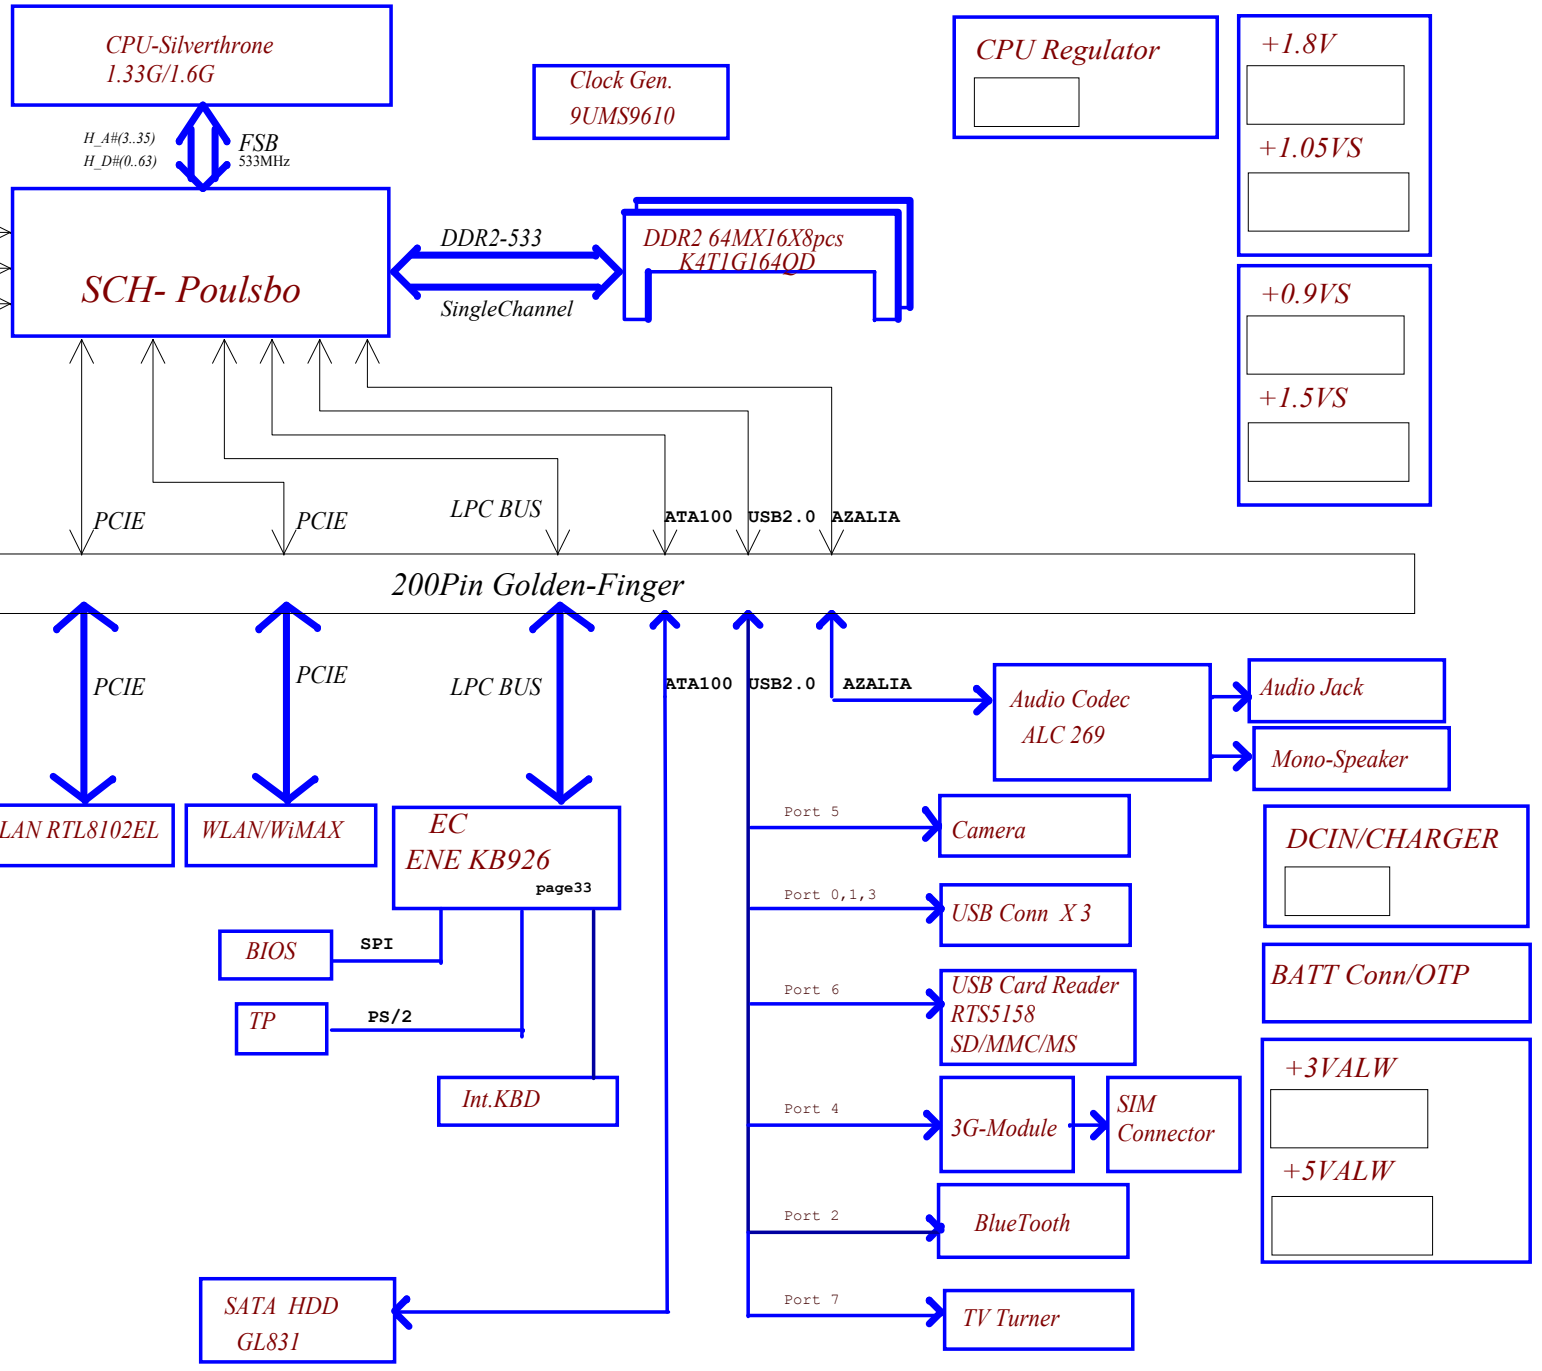 CPU-Silverthrone
1.33G/1.6G
Clock Gen.
9UMS9610
CPU Regulator
+1.8V
+1.05VS
H_A#(3..35)
H_D#(0..63)
FSB
533MHz
SCH- Poulsbo
DDR2-533
SingleChannel
DDR2 64MX16X8pcs
K4T1G164QD
+0.9VS
+1.5VS
PCIE
PCIE
LPC BUS
ATA100
USB2.0
AZALIA
200Pin Golden-Finger
PCIE
PCIE
LPC BUS
ATA100
USB2.0
AZALIA
Audio Codec
ALC 269
Audio Jack
Mono-Speaker
LAN RTL8102EL
WLAN/WiMAX
EC
ENE KB926
page33
BIOS
SPI
TP
PS/2
Int.KBD
Port 5
Camera
Port 0,1,3
USB Conn X 3
Port 6
USB Card Reader
RTS5158
SD/MMC/MS
Port 4
3G-Module
SIM
Connector
Port 2
BlueTooth
Port 7
TV Turner
DCIN/CHARGER
BATT Conn/OTP
+3VALW
+5VALW
SATA HDD
GL831